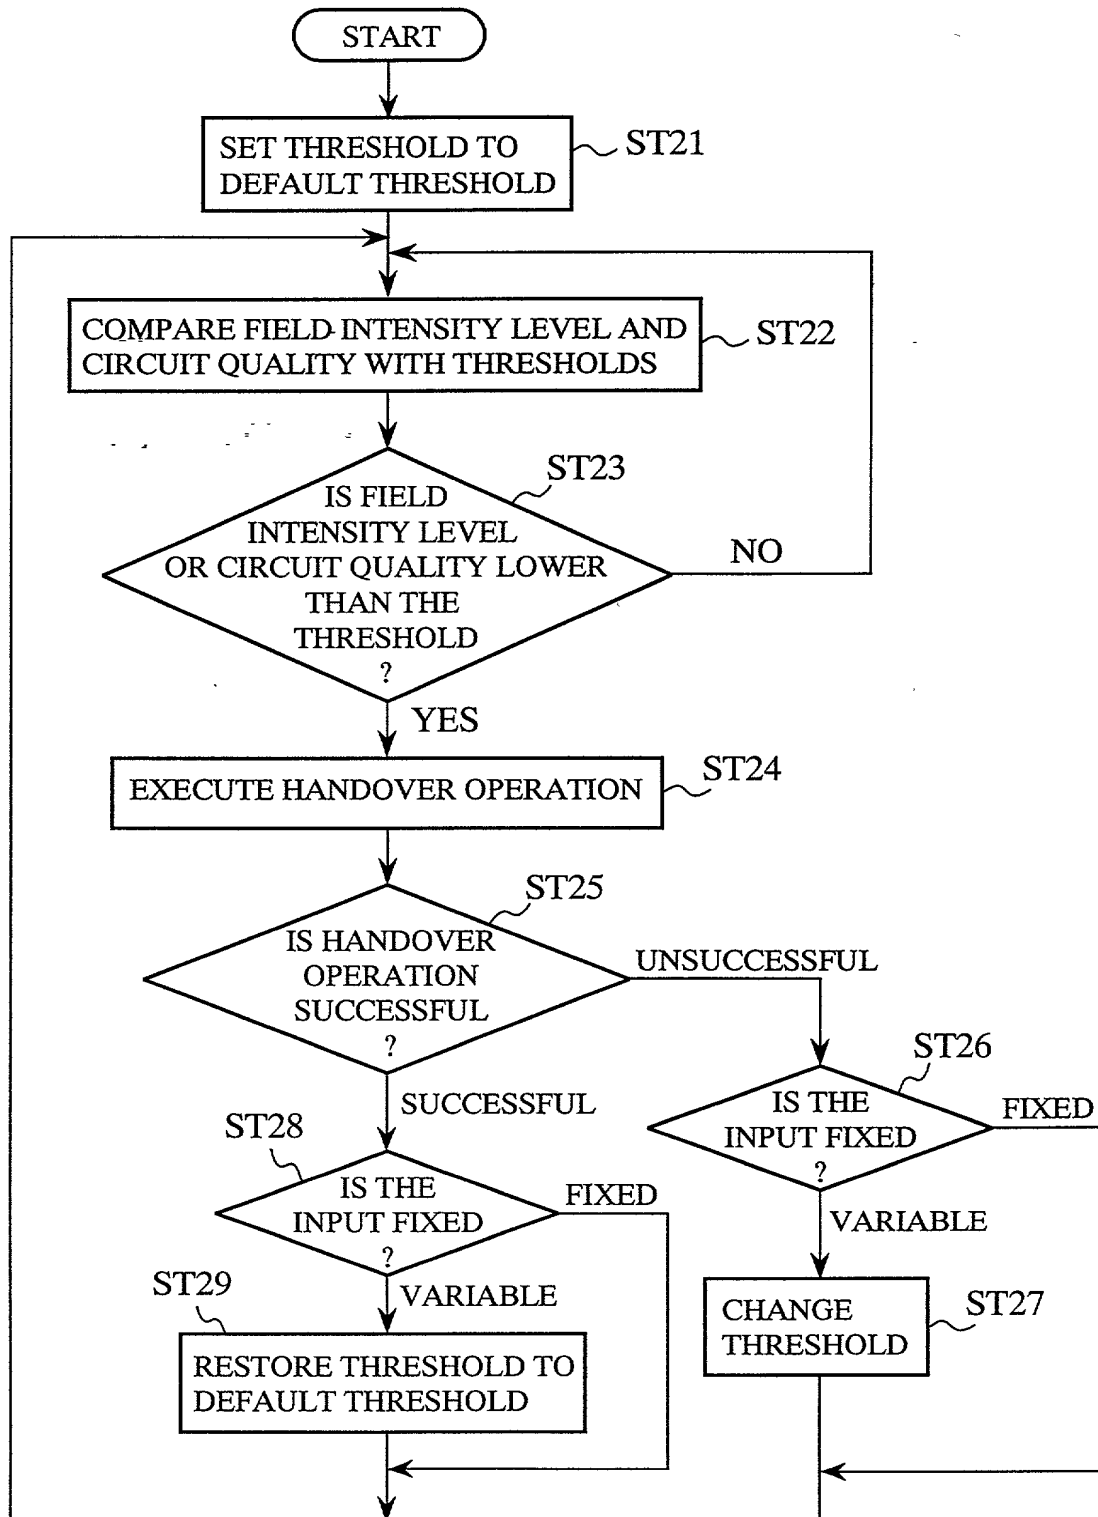 START
SET THRESHOLD TO
DEFAULT THRESHOLD
ST21
COMPARE FIELD INTENSITY LEVEL AND
CIRCUIT QUALITY WITH THRESHOLDS
ST22
ST23
IS FIELD
INTENSITY LEVEL
OR CIRCUIT QUALITY LOWER
THAN THE
THRESHOLD
?
NO
YES
EXECUTE HANDOVER OPERATION
ST24
ST25
IS HANDOVER
OPERATION
SUCCESSFUL
?
UNSUCCESSFUL
SUCCESSFUL
ST26
IS THE
INPUT FIXED
?
FIXED
VARIABLE
ST28
IS THE
INPUT FIXED
?
FIXED
VARIABLE
ST29
RESTORE THRESHOLD TO
DEFAULT THRESHOLD
CHANGE
THRESHOLD
ST27